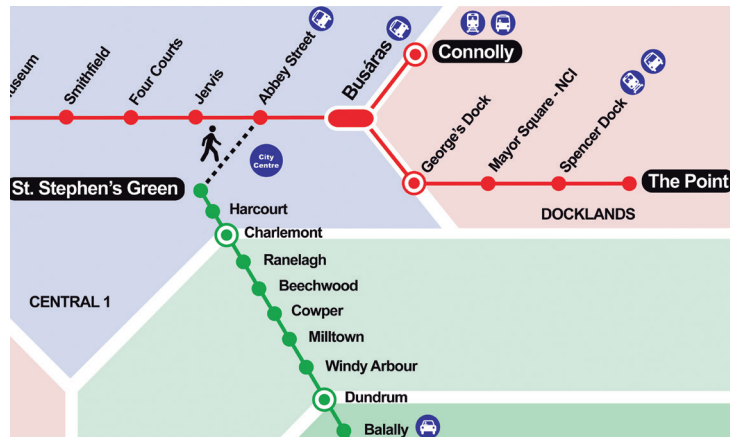 Smithfield
Four Courts
Jervis
Abbey Street
Busáras
Connolly
George's Dock
Mayor Square - NCI
Spencer Dock
The Point
DOCKLANDS
City
Centre
St. Stephen's Green
Harcourt
Charlemont
Ranelagh
Beechwood
CENTRAL 1
Cowper
Milltown
Windy Arbour
Dundrum
Balally